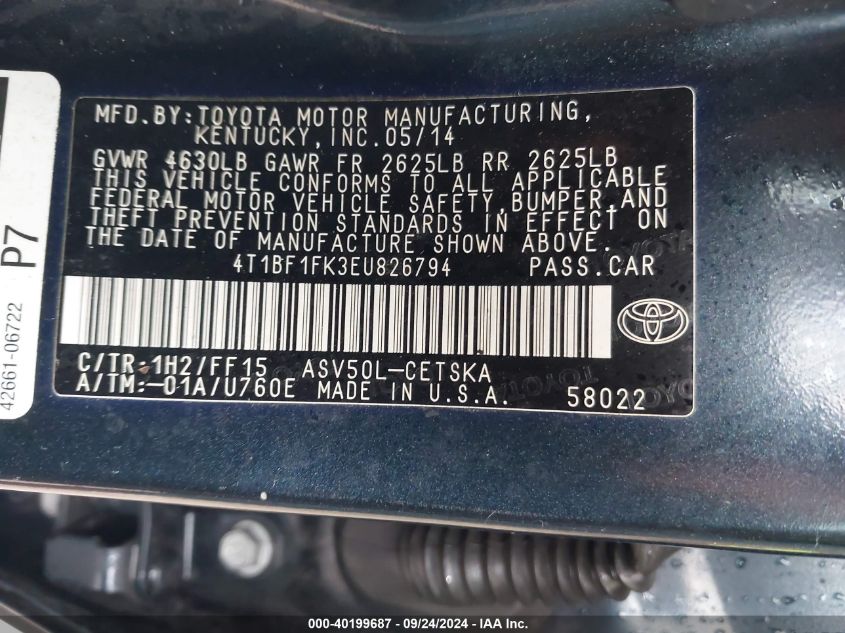 MFD.BY:TOYOTA MOTOR MANUFACTURING,
KENTUCKY,INC.05/14
GVWR 4630LB GAWR FR 2625LB RR 2625LB
THIS VEHICLE CONFORMS TO ALL APPLICABLE
FEDERAL MOTOR VEHICLE SAFETY,BUMPER,AND
THEFT PREVENTION STANDARDS IN EFFECT ON
THE DATE OF MANUFACTURE SHOWN ABOVE.
4T1BF1FK3EU826794 PASS.CAR
C/TR:1H2/FF15 ASV50L-CETSKA
A/TM:-01A/U760E MADE IN U.S.A. 58022
P7
42661-06722
TOYOTA
000-40199687 - 09/24/2024 - IAA Inc.